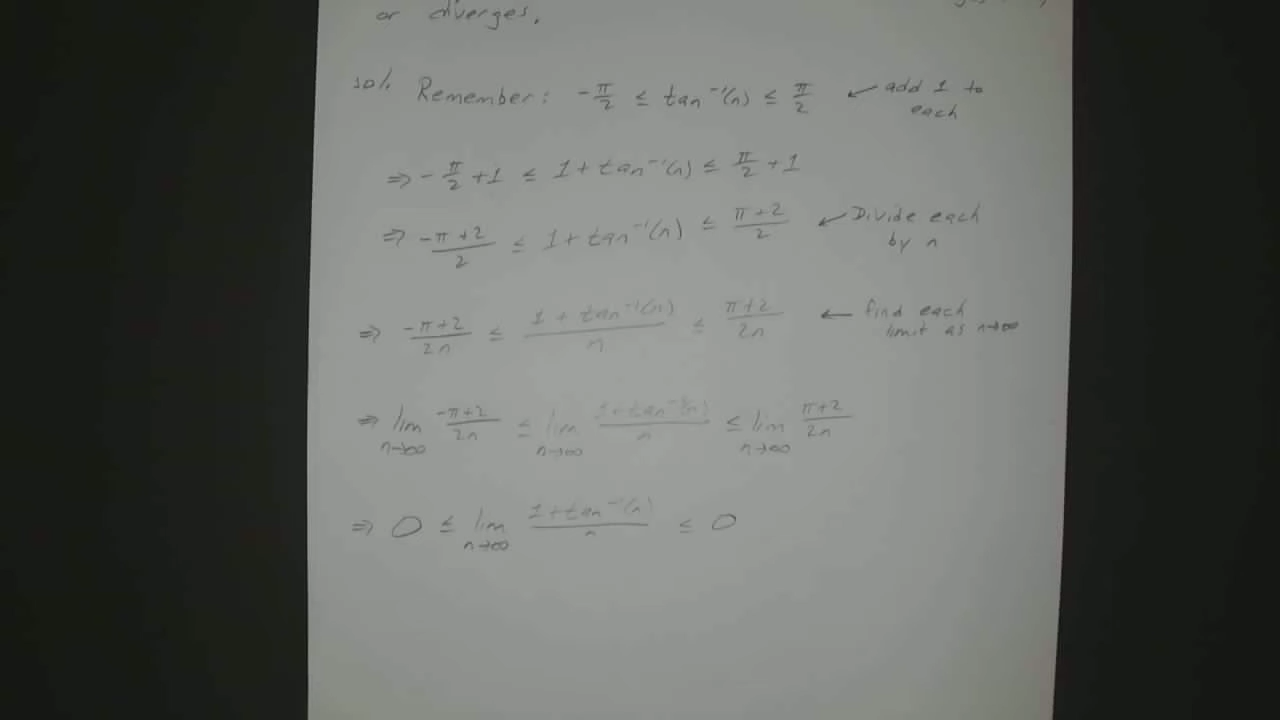 or diverges.
soln. Remember: -π/2 ≤ tan⁻¹(n) ≤ π/2 ← add 1 to each
⇒ -π/2 + 1 ≤ 1 + tan⁻¹(n) ≤ π/2 + 1
⇒ (-π+2)/2 ≤ 1 + tan⁻¹(n) ≤ (π+2)/2 ← Divide each by n
⇒ (-π+2)/2n ≤ (1 + tan⁻¹(n))/n ≤ (π+2)/2n ← find each limit as n→∞
⇒ lim n→∞ (-π+2)/2n ≤ lim n→∞ (1+tan⁻¹(n))/n ≤ lim n→∞ (π+2)/2n
⇒ 0 ≤ lim n→∞ (1+tan⁻¹(n))/n ≤ 0